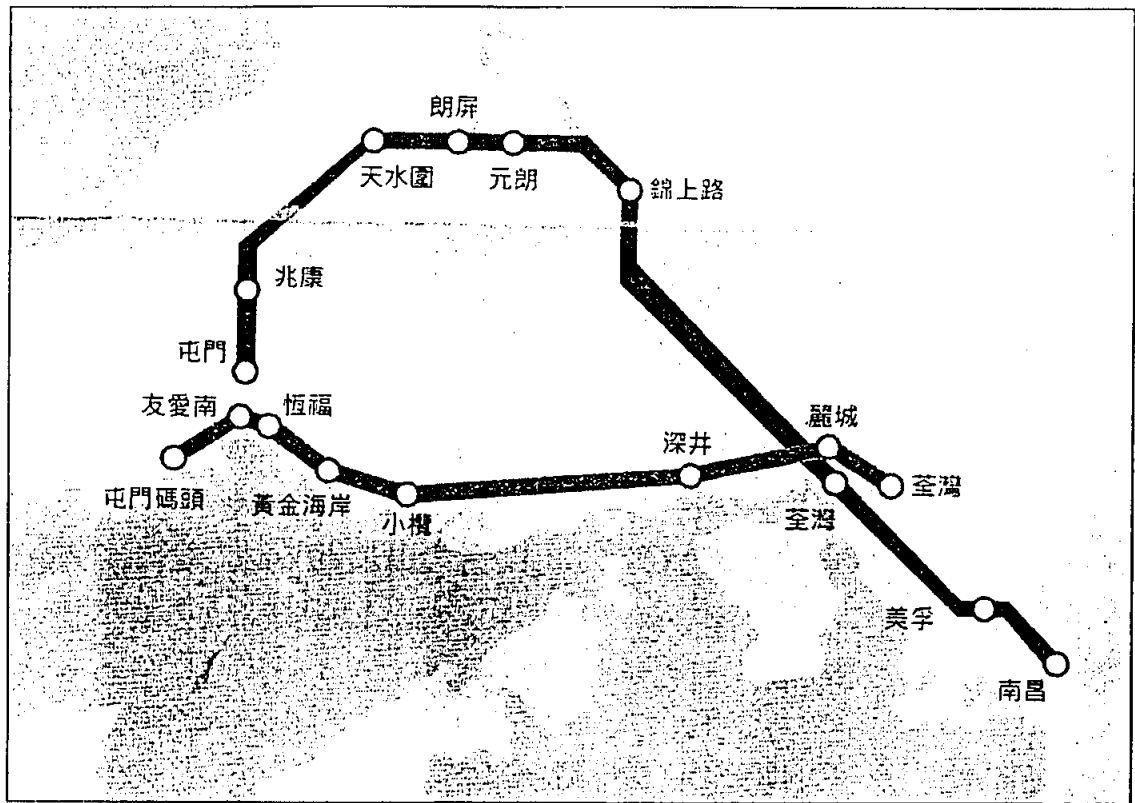 朗屏
天水圍
元朗
錦上路
兆康
屯門
友愛南
恆福
麗城
深井
屯門碼頭
黃金海岸
小欖
荃灣
荃灣
美孚
南昌